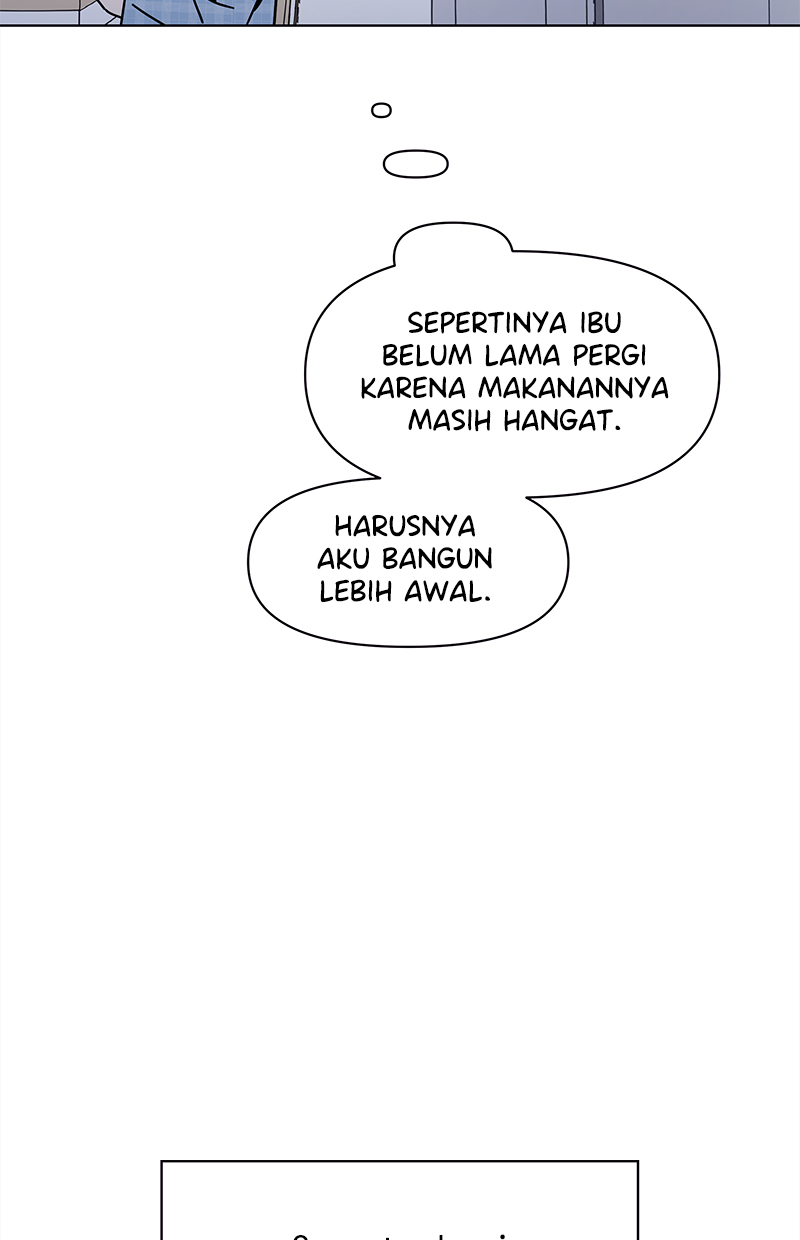 SEPERTINYA IBU
BELUM LAMA PERGI
KARENA MAKANANNYA
MASIH HANGAT.
HARUSNYA
AKU BANGUN
LEBIH AWAL.